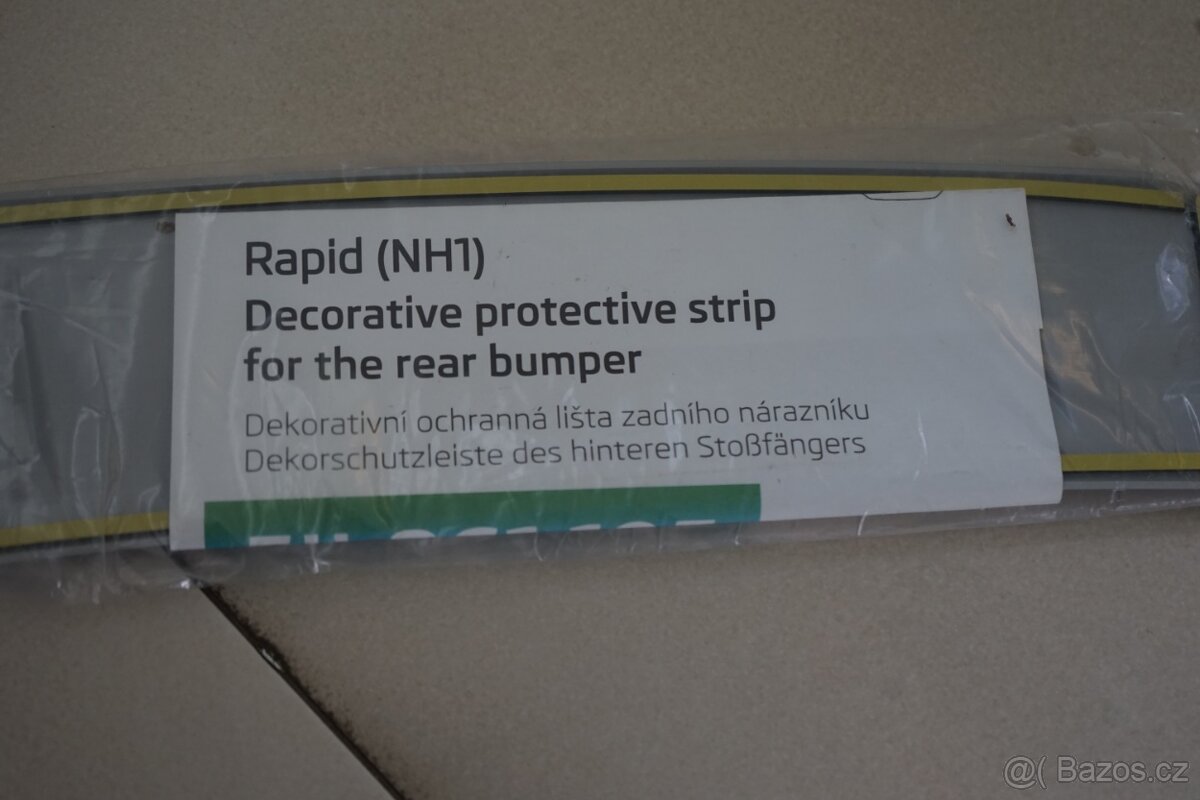 Rapid (NH1)
Decorative protective strip
for the rear bumper
Dekorativní ochranná lišta zadního nárazníku
Dekorschutzleiste des hinteren Stoßfängers
@( Bazos.cz